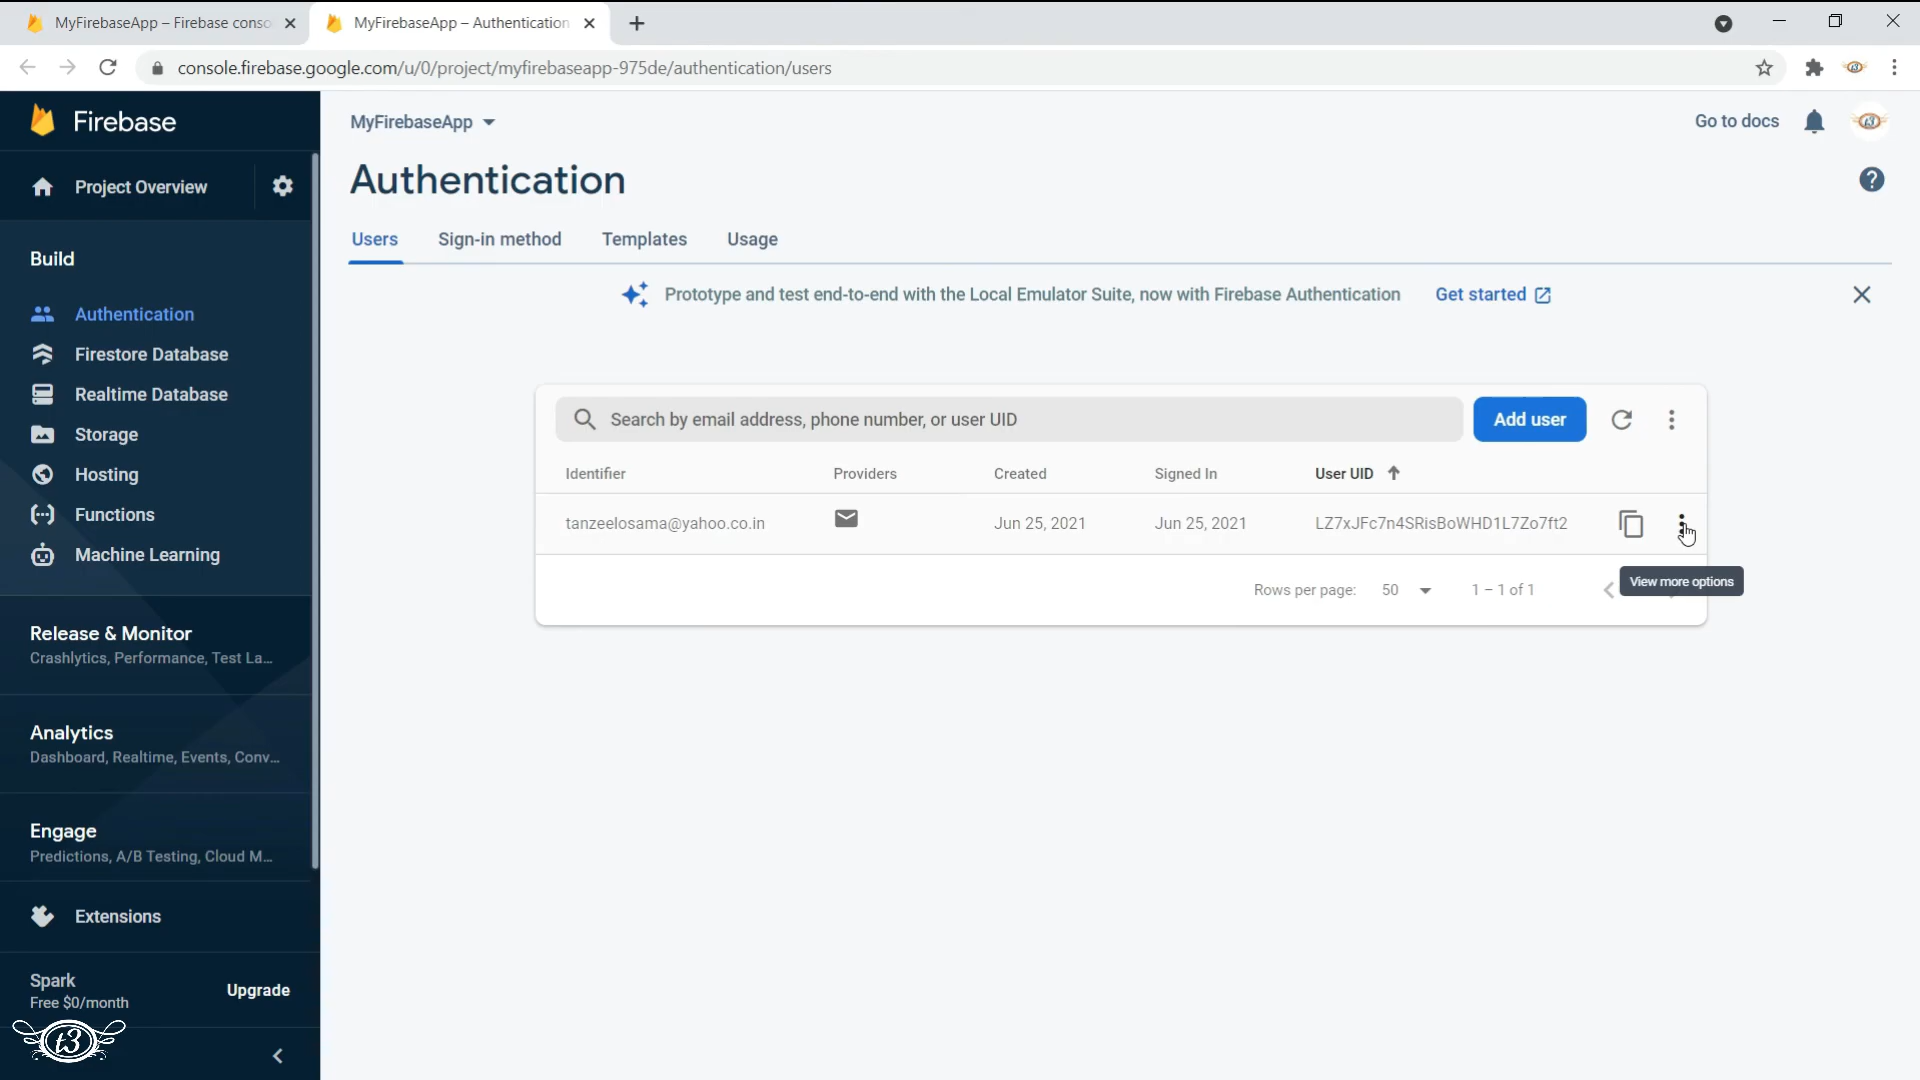 MyFirebaseApp – Firebase conso
MyFirebaseApp – Authentication
console.firebase.google.com/u/0/project/myfirebaseapp-975de/authentication/users
Firebase
MyFirebaseApp
Go to docs
Project Overview
Authentication
Users
Sign-in method
Templates
Usage
Build
Prototype and test end-to-end with the Local Emulator Suite, now with Firebase Authentication
Get started
Authentication
Firestore Database
Realtime Database
Storage
Hosting
Functions
Machine Learning
Search by email address, phone number, or user UID
Add user
Identifier
Providers
Created
Signed In
User UID
tanzeelosama@yahoo.co.in
Jun 25, 2021
Jun 25, 2021
LZ7xJFc7n4SRisBoWHD1L7Zo7ft2
View more options
Rows per page:
50
1 – 1 of 1
Release & Monitor
Crashlytics, Performance, Test La...
Analytics
Dashboard, Realtime, Events, Conv...
Engage
Predictions, A/B Testing, Cloud M...
Extensions
Spark
Free $0/month
Upgrade
t3